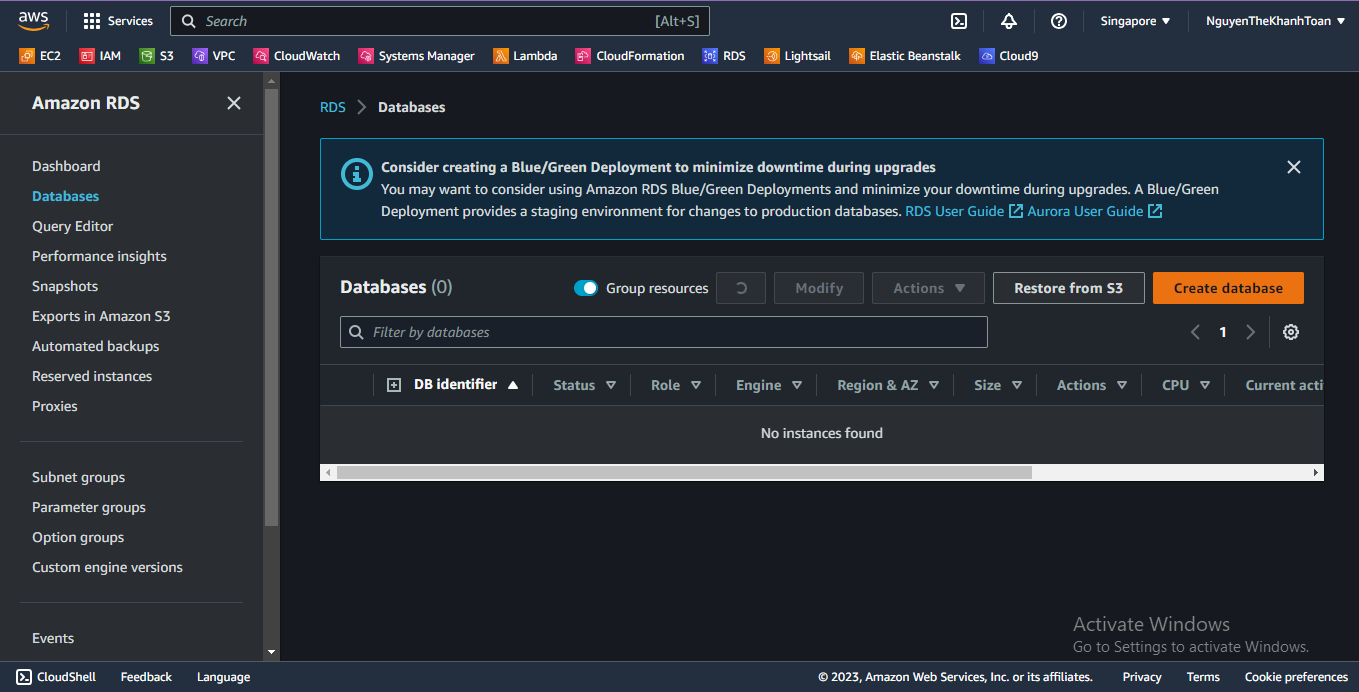 aws
Services
Search
[Alt+S]
Singapore
NguyenTheKhanhToan
EC2
IAM
S3
VPC
CloudWatch
Systems Manager
Lambda
CloudFormation
RDS
Lightsail
Elastic Beanstalk
Cloud9
Amazon RDS
Dashboard
Databases
Query Editor
Performance insights
Snapshots
Exports in Amazon S3
Automated backups
Reserved instances
Proxies
Subnet groups
Parameter groups
Option groups
Custom engine versions
Events
RDS
Databases
Consider creating a Blue/Green Deployment to minimize downtime during upgrades
You may want to consider using Amazon RDS Blue/Green Deployments and minimize your downtime during upgrades. A Blue/Green
Deployment provides a staging environment for changes to production databases. RDS User Guide Aurora User Guide
Databases (0)
Group resources
Modify
Actions
Restore from S3
Create database
Filter by databases
1
DB identifier
Status
Role
Engine
Region & AZ
Size
Actions
CPU
Current acti
No instances found
Activate Windows
Go to Settings to activate Windows.
CloudShell
Feedback
Language
© 2023, Amazon Web Services, Inc. or its affiliates.
Privacy
Terms
Cookie preferences